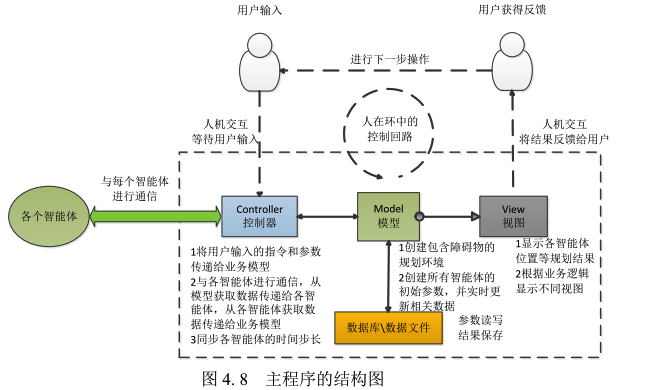 用户输入
用户获得反馈
进行下一步操作
人机交互
等待用户输入
人在环中的
控制回路
人机交互
将结果反馈给用户
与每个智能体
进行通信
各个智能体
Controller
控制器
Model
模型
View
视图
1将用户输入的指令和参数
传递给业务模型
2与各智能体进行通信，从
模型获取数据传递给各智
能体，从各智能体获取数
据传递给业务模型
3同步各智能体的时间步长
1创建包含障碍物的
规划环境
2创建所有智能体的
初始参数，并实时更
新相关数据
1显示各智能体
位置等规划结果
2根据业务逻辑
显示不同视图
数据库\数据文件
参数读写
结果保存
图 4. 8 主程序的结构图